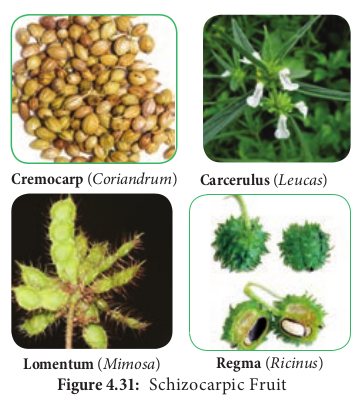 Cremocarp (Coriandrum)
Carcerulus (Leucas)
Lomentum (Mimosa)
Regma (Ricinus)
Figure 4.31: Schizocarpic Fruit